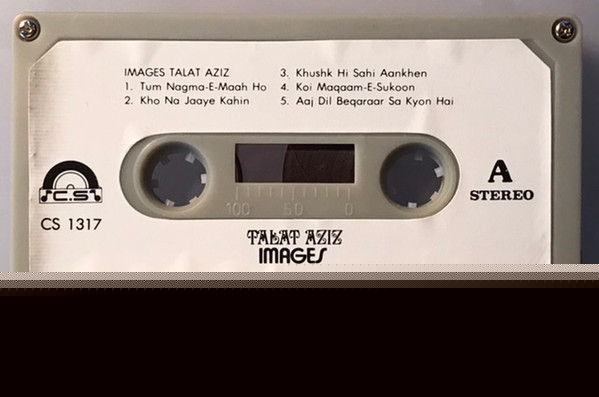 IMAGES TALAT AZIZ
1. Tum Nagma-E-Maah Ho
2. Kho Na Jaaye Kahin
3. Khushk Hi Sahi Aankhen
4. Koi Maqaam-E-Sukoon
5. Aaj Dil Beqaraar Sa Kyon Hai
C.S
CS 1317
A
STEREO
100 50 0
TALAT AZIZ
IMAGES